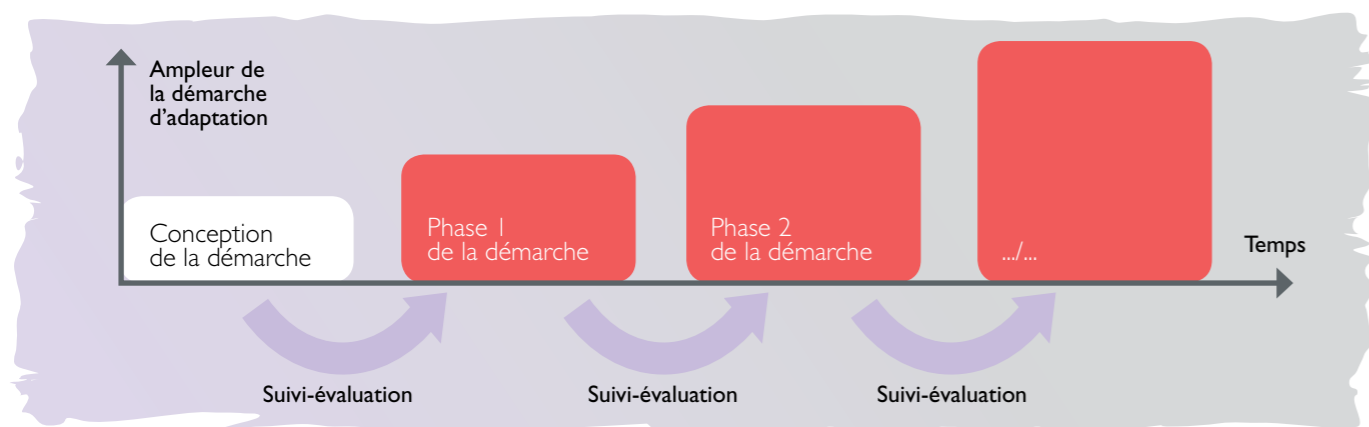 Ampleur de
la démarche
d’adaptation
Conception
de la démarche
Phase 1
de la démarche
Phase 2
de la démarche
.../...
Temps
Suivi-évaluation
Suivi-évaluation
Suivi-évaluation